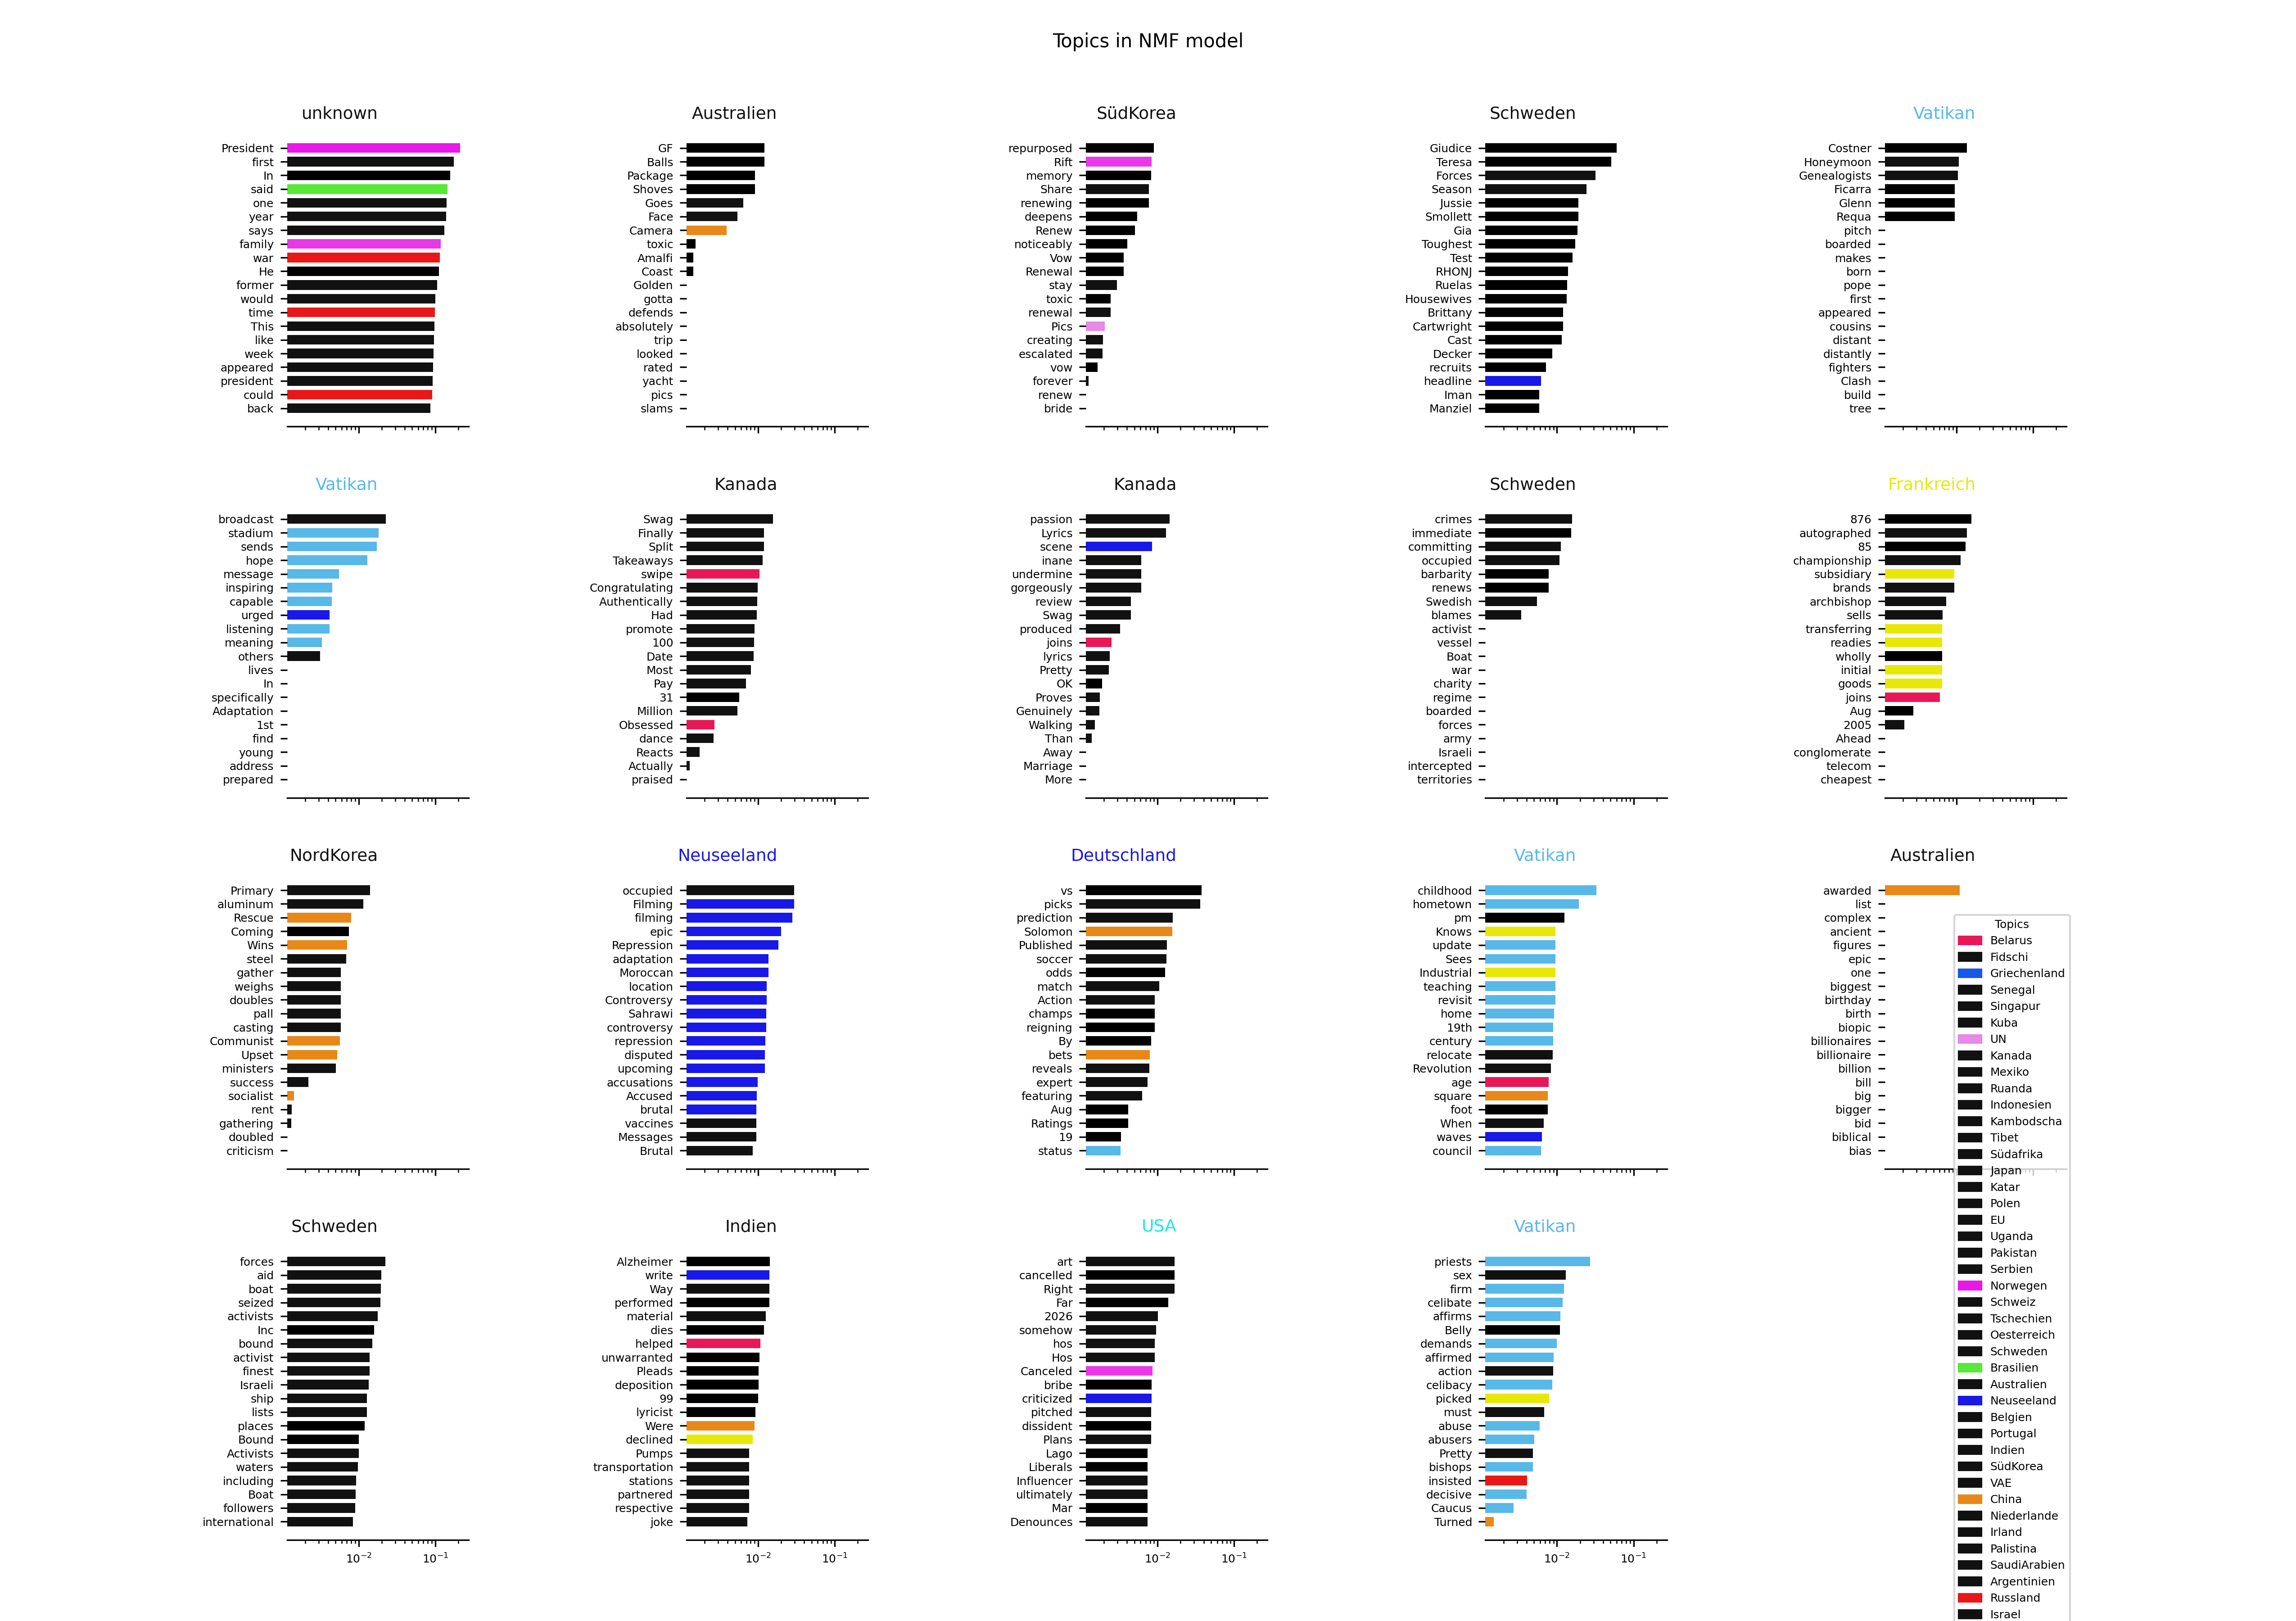 Topics in NMF model
unknown
President
first
In
said
one
year
says
family
war
He
former
would
time
This
like
week
appeared
president
could
back
Australien
GF
Balls
Package
Shoves
Goes
Face
Camera
toxic
Amalfi
Coast
Golden
gotta
defends
absolutely
trip
looked
rated
yacht
pics
slams
SüdKorea
repurposed
Rift
memory
Share
renewing
deepens
Renew
noticeably
Vow
Renewal
stay
toxic
renewal
Pics
creating
escalated
vow
forever
renew
bride
Schweden
Giudice
Teresa
Forces
Season
Jussie
Smollett
Gia
Toughest
Test
RHONJ
Ruelas
Housewives
Brittany
Cartwright
Cast
Decker
recruits
headline
Iman
Manziel
Vatikan
Costner
Honeymoon
Genealogists
Ficarra
Glenn
Requa
pitch
boarded
makes
born
pope
first
appeared
cousins
distant
distantly
fighters
Clash
build
tree
Vatikan
broadcast
stadium
sends
hope
message
inspiring
capable
urged
listening
meaning
others
lives
In
specifically
Adaptation
1st
find
young
address
prepared
Kanada
Swag
Finally
Split
Takeaways
swipe
Congratulating
Authentically
Had
promote
100
Date
Most
Pay
31
Million
Obsessed
dance
Reacts
Actually
praised
Kanada
passion
Lyrics
scene
inane
undermine
gorgeously
review
Swag
produced
joins
lyrics
Pretty
OK
Proves
Genuinely
Walking
Than
Away
Marriage
More
Schweden
crimes
immediate
committing
occupied
barbarity
renews
Swedish
blames
activist
vessel
Boat
war
charity
regime
boarded
forces
army
Israeli
intercepted
territories
Frankreich
876
autographed
85
championship
subsidiary
brands
archbishop
sells
transferring
readies
wholly
initial
goods
joins
Aug
2005
Ahead
conglomerate
telecom
cheapest
NordKorea
Primary
aluminum
Rescue
Coming
Wins
steel
gather
weighs
doubles
pall
casting
Communist
Upset
ministers
success
socialist
rent
gathering
doubled
criticism
Neuseeland
occupied
Filming
filming
epic
Repression
adaptation
Moroccan
location
Controversy
Sahrawi
controversy
repression
disputed
upcoming
accusations
Accused
brutal
vaccines
Messages
Brutal
Deutschland
vs
picks
prediction
Solomon
Published
soccer
odds
match
Action
champs
reigning
By
bets
reveals
expert
featuring
Aug
Ratings
19
status
Vatikan
childhood
hometown
pm
Knows
update
Sees
Industrial
teaching
revisit
home
19th
century
relocate
Revolution
age
square
foot
When
waves
council
Australien
awarded
list
complex
ancient
figures
epic
one
biggest
birthday
birth
biopic
billionaires
billionaire
billion
bill
big
bigger
bid
biblical
bias
Schweden
forces
aid
boat
seized
activists
Inc
bound
activist
finest
Israeli
ship
lists
places
Bound
Activists
waters
including
Boat
followers
international
10⁻² 10⁻¹
Indien
Alzheimer
write
Way
performed
material
dies
helped
unwarranted
Pleads
deposition
99
lyricist
Were
declined
Pumps
transportation
stations
partnered
respective
joke
10⁻² 10⁻¹
USA
art
cancelled
Right
Far
2026
somehow
hos
Hos
Canceled
bribe
criticized
pitched
dissident
Plans
Lago
Liberals
Influencer
ultimately
Mar
Denounces
10⁻² 10⁻¹
Vatikan
priests
sex
firm
celibate
affirms
Belly
demands
affirmed
action
celibacy
picked
must
abuse
abusers
Pretty
bishops
insisted
decisive
Caucus
Turned
10⁻² 10⁻¹
Topics
Belarus
Fidschi
Griechenland
Senegal
Singapur
Kuba
UN
Kanada
Mexiko
Ruanda
Indonesien
Kambodscha
Tibet
Südafrika
Japan
Katar
Polen
EU
Uganda
Pakistan
Serbien
Norwegen
Schweiz
Tschechien
Oesterreich
Schweden
Brasilien
Australien
Neuseeland
Belgien
Portugal
Indien
SüdKorea
VAE
China
Niederlande
Irland
Palistina
SaudiArabien
Argentinien
Russland
Israel